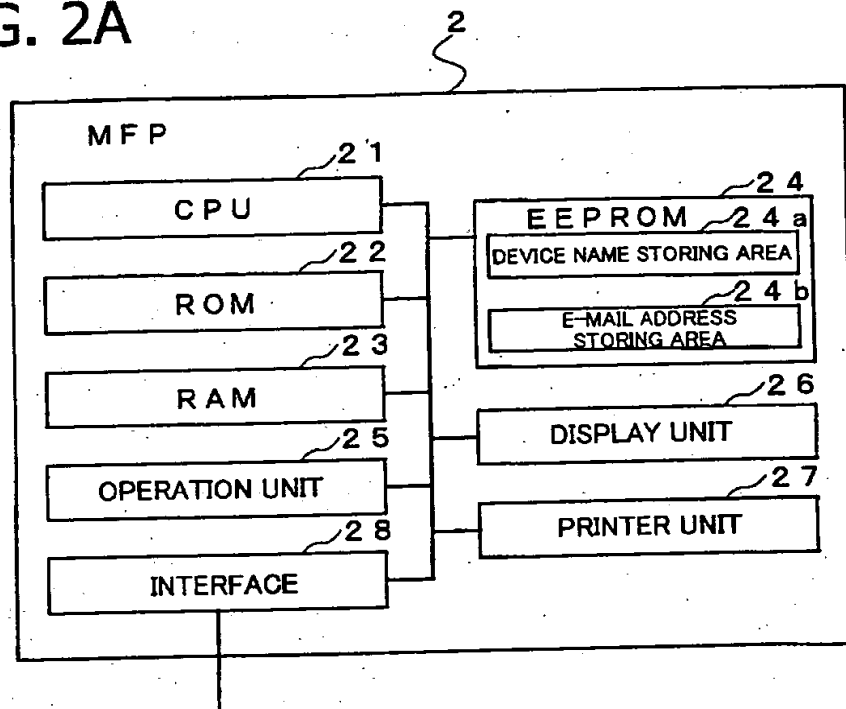 G. 2A
2
MFP
21
CPU
22
ROM
23
RAM
25
OPERATION UNIT
28
INTERFACE
24
EEPROM
24a
DEVICE NAME STORING AREA
24b
E-MAIL ADDRESS
STORING AREA
26
DISPLAY UNIT
27
PRINTER UNIT